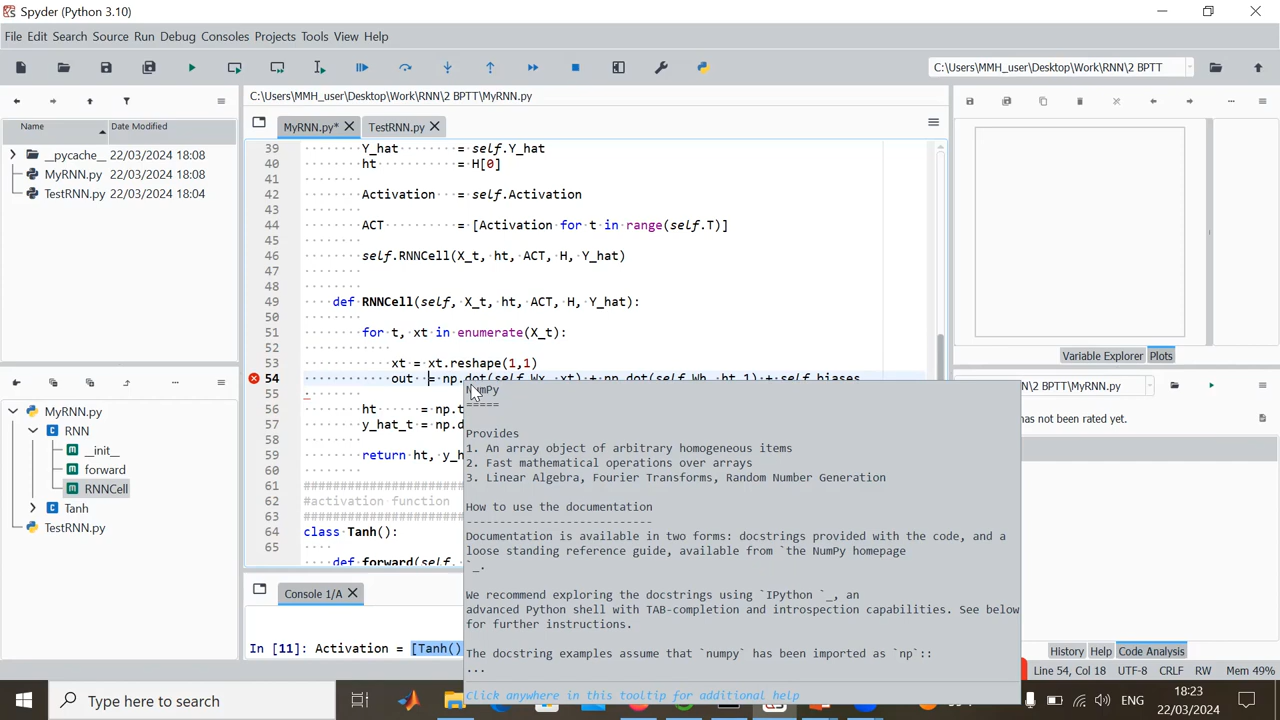 Spyder (Python 3.10)
File Edit Search Source Run Debug Consoles Projects Tools View Help
C:\Users\MMH_user\Desktop\Work\RNN\2 BPTT
C:\Users\MMH_user\Desktop\Work\RNN\2 BPTT\MyRNN.py
Name Date Modified
__pycache__ 22/03/2024 18:08
MyRNN.py 22/03/2024 18:08
TestRNN.py 22/03/2024 18:04
MyRNN.py
RNN
__init__
forward
RNNCell
Tanh
TestRNN.py
MyRNN.py* TestRNN.py
39 Y_hat = self.Y_hat
40 ht = H[0]
41
42 Activation = self.Activation
43
44 ACT = [Activation for t in range(self.T)]
45
46 self.RNNCell(X_t, ht, ACT, H, Y_hat)
47
48
49 def RNNCell(self, X_t, ht, ACT, H, Y_hat):
50
51 for t, xt in enumerate(X_t):
52
53 xt = xt.reshape(1,1)
54 out = np.dot(self.Wx, xt) + np.dot(self.Wh, ht_1) + self.biases
55
56 ht = np.t
57 y_hat_t = np.d
58
59 return ht, y_h
60
61 #######################
62 #activation function
63 #######################
64 class Tanh():
65
def forward(self,
NumPy
=====
Provides
1. An array object of arbitrary homogeneous items
2. Fast mathematical operations over arrays
3. Linear Algebra, Fourier Transforms, Random Number Generation
How to use the documentation
----------------------------
Documentation is available in two forms: docstrings provided with the code, and a
loose standing reference guide, available from `the NumPy homepage
`_.
We recommend exploring the docstrings using `IPython `_, an
advanced Python shell with TAB-completion and introspection capabilities. See below
for further instructions.
The docstring examples assume that `numpy` has been imported as `np`::
...
Click anywhere in this tooltip for additional help
Console 1/A
In [11]: Activation = [Tanh()
Variable Explorer Plots
N\2 BPTT\MyRNN.py
has not been rated yet.
History Help Code Analysis
Line 54, Col 18 UTF-8 CRLF RW Mem 49%
Type here to search
ENG
18:23
22/03/2024